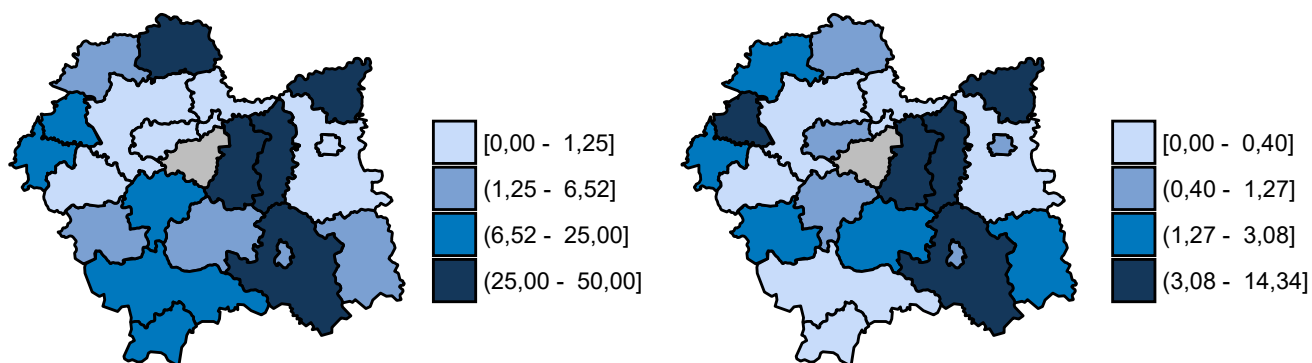 [0,00 - 1,25]
(1,25 - 6,52]
(6,52 - 25,00]
(25,00 - 50,00]
[0,00 - 0,40]
(0,40 - 1,27]
(1,27 - 3,08]
(3,08 - 14,34]